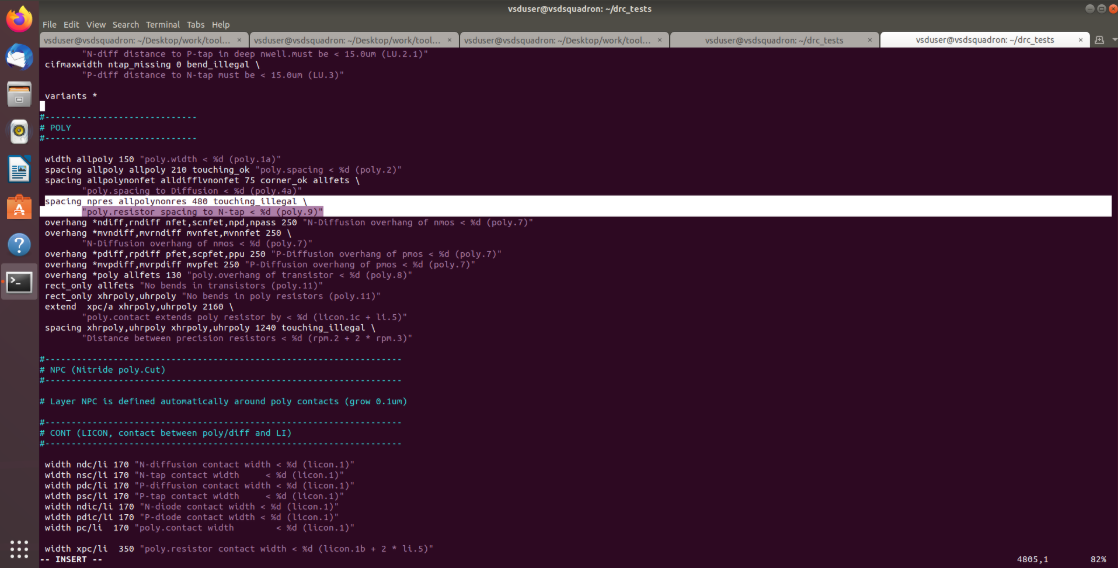 vsduser@vsdsquadron: ~/drc_tests
File Edit View Search Terminal Tabs Help
vsduser@vsdsquadron: ~/Desktop/work/tool... × vsduser@vsdsquadron: ~/Desktop/work/tool... × vsduser@vsdsquadron: ~/Desktop/work/tool... × vsduser@vsdsquadron: ~/drc_tests × vsduser@vsdsquadron: ~/drc_tests ×
"N-diff distance to P-tap in deep nwell.must be < 15.0um (LU.2.1)"
cifmaxwidth ntap_missing 0 bend_illegal \
"P-diff distance to N-tap must be < 15.0um (LU.3)"
variants *
#-----------------------------
# POLY
#-----------------------------
width allpoly 150 "poly.width < %d (poly.1a)"
spacing allpoly allpoly 210 touching_ok "poly.spacing < %d (poly.2)"
spacing allpolynonfet alldifflvnonfet 75 corner_ok allfets \
"poly.spacing to Diffusion < %d (poly.4a)"
spacing npres allpolynonres 480 touching_illegal \
"poly.resistor spacing to N-tap < %d (poly.9)"
overhang *ndiff,rndiff nfet,scnfet,npd,npass 250 "N-Diffusion overhang of nmos < %d (poly.7)"
overhang *mvndiff,mvrndiff mvnfet,mvnnfet 250 \
"N-Diffusion overhang of nmos < %d (poly.7)"
overhang *pdiff,rpdiff pfet,scpfet,ppu 250 "P-Diffusion overhang of pmos < %d (poly.7)"
overhang *mvpdiff,mvrpdiff mvpfet 250 "P-Diffusion overhang of pmos < %d (poly.7)"
overhang *poly allfets 130 "poly.overhang of transistor < %d (poly.8)"
rect_only allfets "No bends in transistors (poly.11)"
rect_only xhrpoly,uhrpoly "No bends in poly resistors (poly.11)"
extend xpc/a xhrpoly,uhrpoly 2160 \
"poly.contact extends poly resistor by < %d (licon.1c + li.5)"
spacing xhrpoly,uhrpoly xhrpoly,uhrpoly 1240 touching_illegal \
"Distance between precision resistors < %d (rpm.2 + 2 * rpm.3)"
#--------------------------------------------------------------------
# NPC (Nitride poly.Cut)
#--------------------------------------------------------------------
# Layer NPC is defined automatically around poly contacts (grow 0.1um)
#--------------------------------------------------------------------
# CONT (LICON, contact between poly/diff and LI)
#--------------------------------------------------------------------
width ndc/li 170 "N-diffusion contact width < %d (licon.1)"
width nsc/li 170 "N-tap contact width < %d (licon.1)"
width pdc/li 170 "P-diffusion contact width < %d (licon.1)"
width psc/li 170 "P-tap contact width < %d (licon.1)"
width ndic/li 170 "N-diode contact width < %d (licon.1)"
width pdic/li 170 "P-diode contact width < %d (licon.1)"
width pc/li 170 "poly.contact width < %d (licon.1)"
width xpc/li 350 "poly.resistor contact width < %d (licon.1b + 2 * li.5)"
-- INSERT -- 4805,1 82%